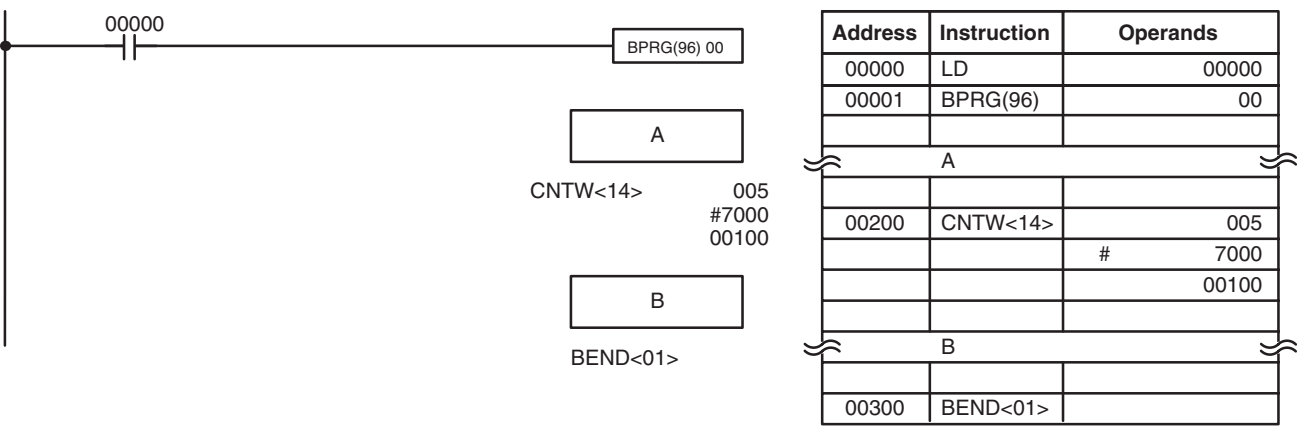 00000
BPRG(96) 00
A
CNTW<14> 005
#7000
00100
B
BEND<01>
Address Instruction Operands
00000 LD 00000
00001 BPRG(96) 00
A
00200 CNTW<14> 005
# 7000
00100
B
00300 BEND<01>